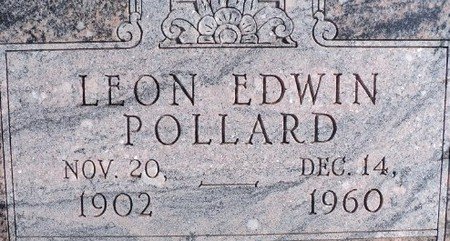 LEON EDWIN
POLLARD
NOV. 20, — DEC. 14,
1902 1960